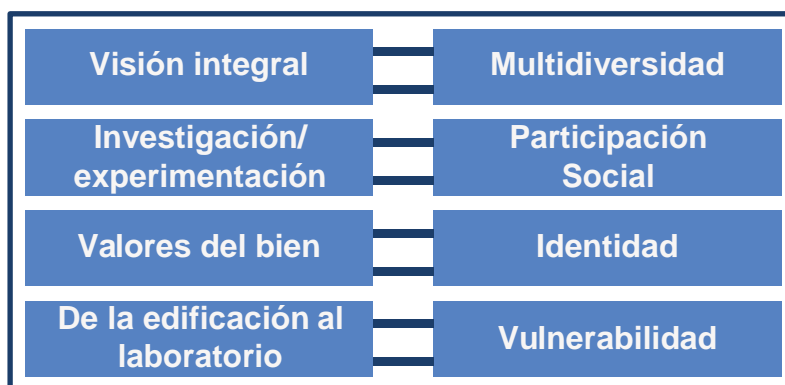 Visión integral
Multidiversidad
Investigación/
experimentación
Participación
Social
Valores del bien
Identidad
De la edificación al
laboratorio
Vulnerabilidad